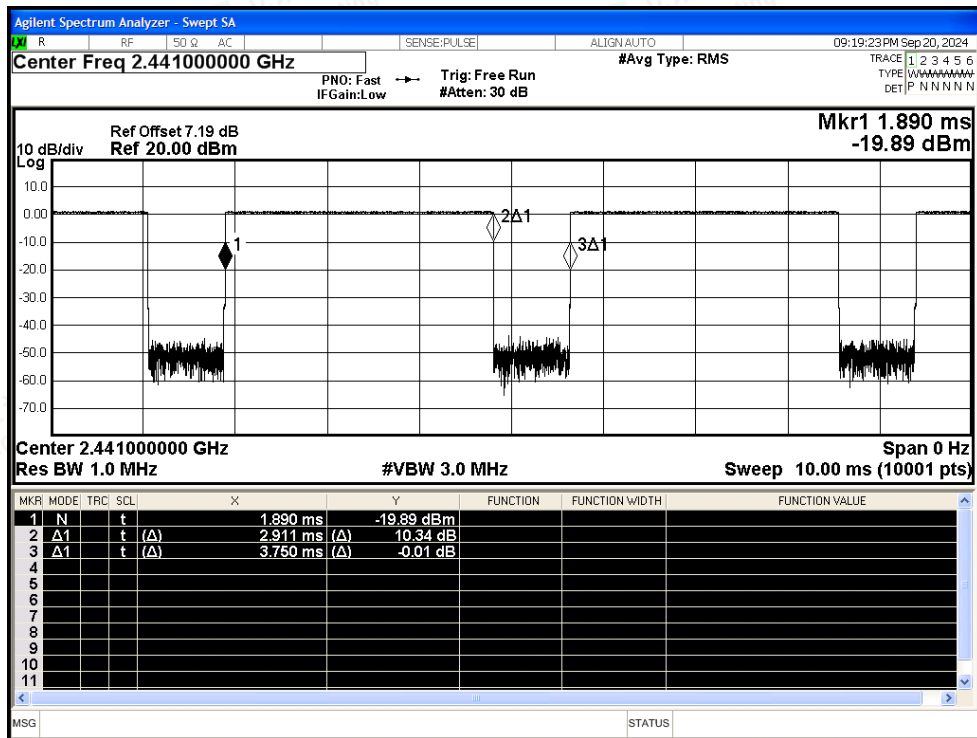 Agilent Spectrum Analyzer - Swept SA
LXI R RF 50 Ω AC SENSE:PULSE ALIGN AUTO 09:19:23 PM Sep 20, 2024
Center Freq 2.441000000 GHz
#Avg Type: RMS
TRACE 1 2 3 4 5 6
PNO: Fast Trig: Free Run
TYPE
IFGain:Low #Atten: 30 dB
DET P N N N N N
Mkr1 1.890 ms
-19.89 dBm
Ref Offset 7.19 dB
10 dB/div Ref 20.00 dBm
Log
10.0
0.00
2Δ1
-10.0
1
3Δ1
-20.0
-30.0
-40.0
-50.0
-60.0
-70.0
Center 2.441000000 GHz Span 0 Hz
Res BW 1.0 MHz #VBW 3.0 MHz Sweep 10.00 ms (10001 pts)
MKR MODE TRC SCL X Y FUNCTION FUNCTION WIDTH FUNCTION VALUE
1 N t 1.890 ms -19.89 dBm
2 Δ1 t (Δ) 2.911 ms (Δ) 10.34 dB
3 Δ1 t (Δ) 3.750 ms (Δ) -0.01 dB
4
5
6
7
8
9
10
11
MSG STATUS